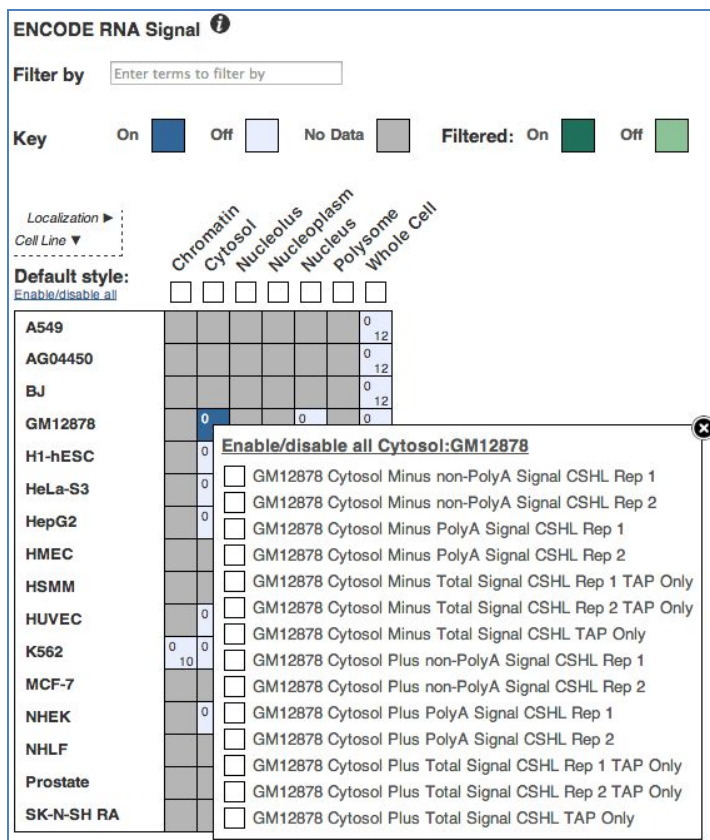 ENCODE RNA Signal i
Filter by Enter terms to filter by
Key On Off No Data Filtered: On Off
Localization ▶
Cell Line ▼
Chromatin
Cytosol
Nucleolus
Nucleoplasm
Nucleus
Polysome
Whole Cell
Default style:
Enable/disable all
A549 0 12
AG04450 0 12
BJ 0 12
GM12878 0 0 0
H1-hESC 0
HeLa-S3 0
HepG2 0
HMEC
HSMM
HUVEC 0
K562 0 10 0
MCF-7
NHEK 0
NHLF
Prostate
SK-N-SH RA
Enable/disable all Cytosol:GM12878
GM12878 Cytosol Minus non-PolyA Signal CSHL Rep 1
GM12878 Cytosol Minus non-PolyA Signal CSHL Rep 2
GM12878 Cytosol Minus PolyA Signal CSHL Rep 1
GM12878 Cytosol Minus PolyA Signal CSHL Rep 2
GM12878 Cytosol Minus Total Signal CSHL Rep 1 TAP Only
GM12878 Cytosol Minus Total Signal CSHL Rep 2 TAP Only
GM12878 Cytosol Minus Total Signal CSHL TAP Only
GM12878 Cytosol Plus non-PolyA Signal CSHL Rep 1
GM12878 Cytosol Plus non-PolyA Signal CSHL Rep 2
GM12878 Cytosol Plus PolyA Signal CSHL Rep 1
GM12878 Cytosol Plus PolyA Signal CSHL Rep 2
GM12878 Cytosol Plus Total Signal CSHL Rep 1 TAP Only
GM12878 Cytosol Plus Total Signal CSHL Rep 2 TAP Only
GM12878 Cytosol Plus Total Signal CSHL TAP Only